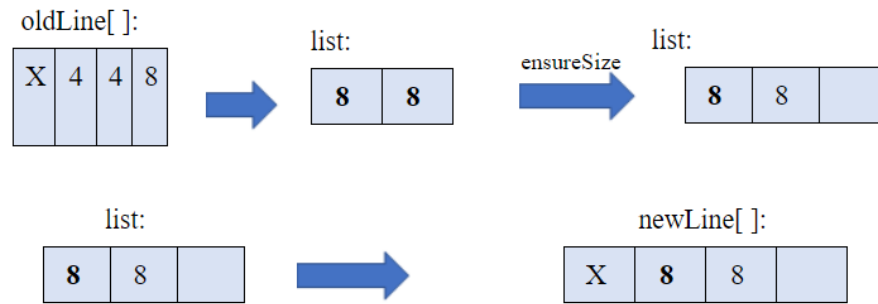 oldLine[ ]:
X 4 4 8
list:
8 8
ensureSize
list:
8 8
list:
8 8
newLine[ ]:
X 8 8